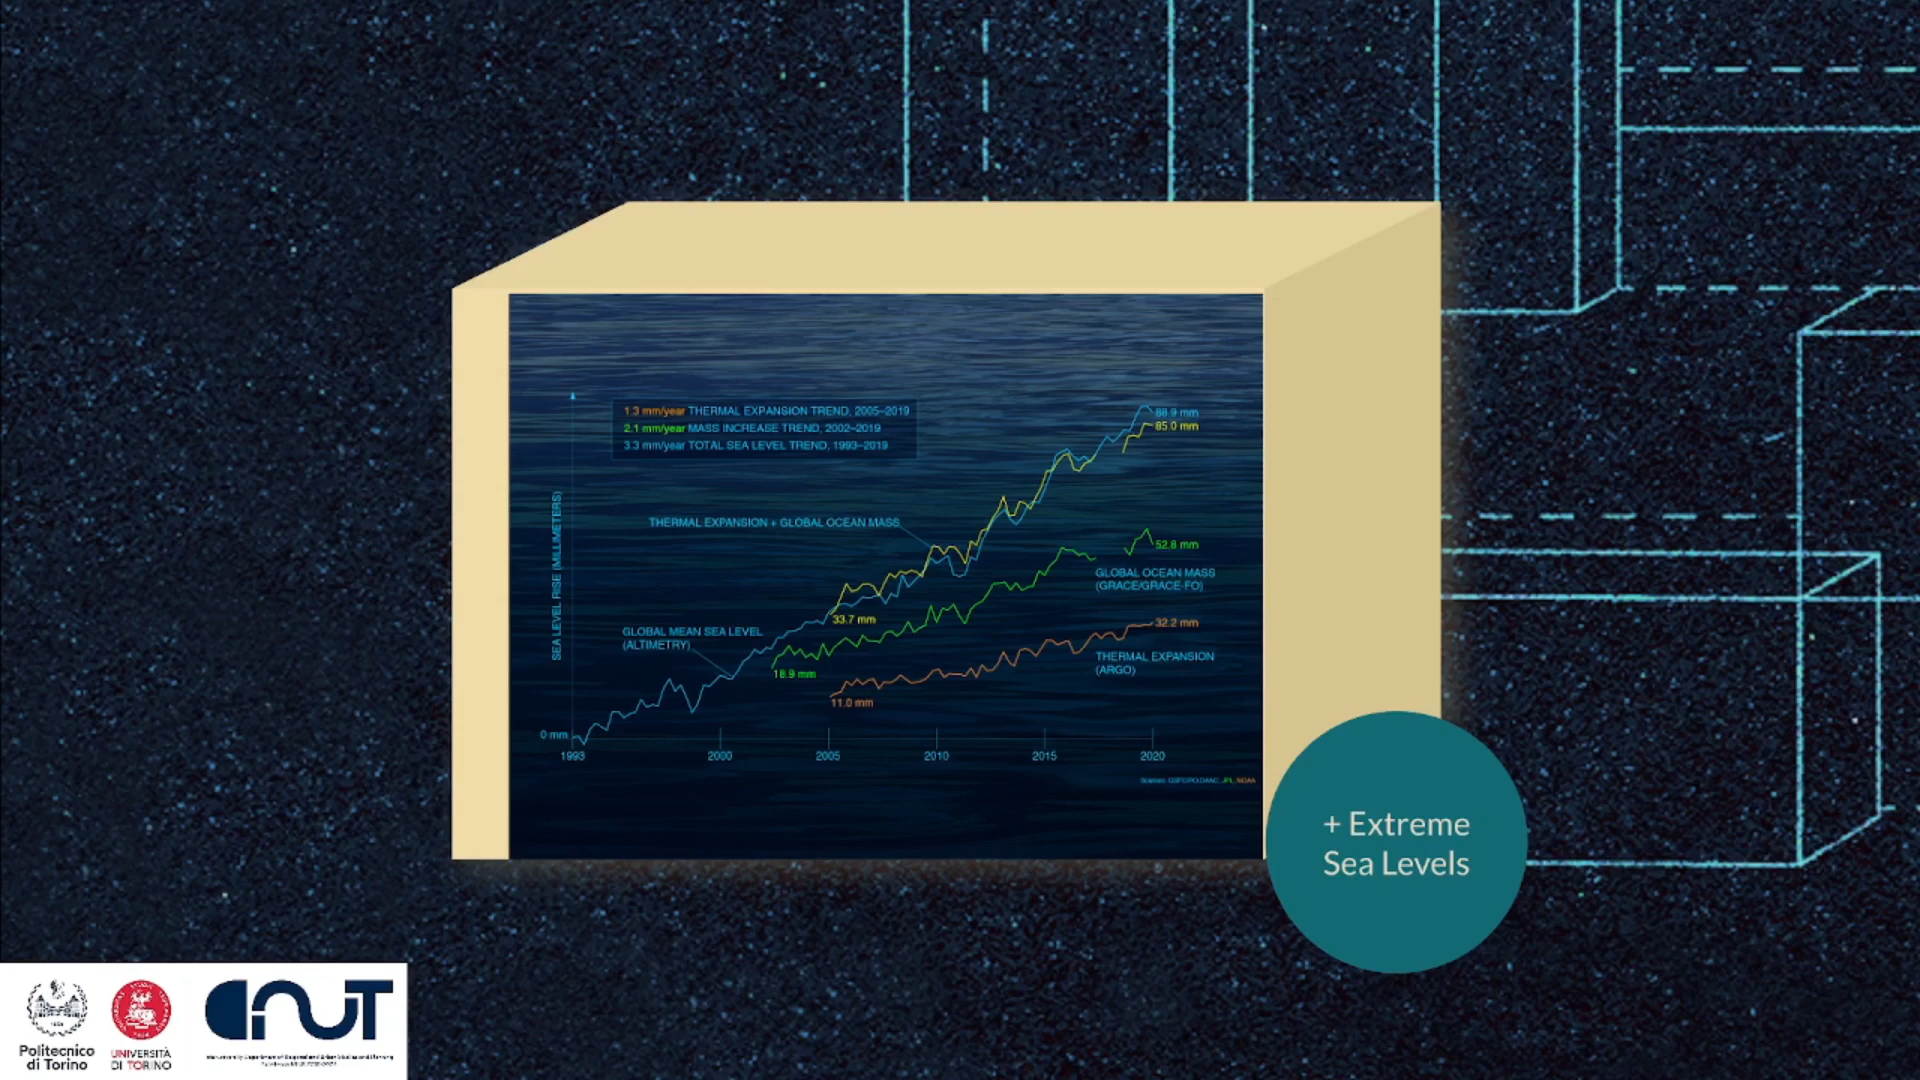 1.3 mm/year THERMAL EXPANSION TREND, 2005–2019
2.1 mm/year MASS INCREASE TREND, 2002–2019
3.3 mm/year TOTAL SEA LEVEL TREND, 1993–2019
88.9 mm
85.0 mm
THERMAL EXPANSION + GLOBAL OCEAN MASS
52.8 mm
GLOBAL OCEAN MASS
(GRACE/GRACE-FO)
SEA LEVEL RISE (MILLIMETERS)
33.7 mm
32.2 mm
GLOBAL MEAN SEA LEVEL
(ALTIMETRY)
THERMAL EXPANSION
(ARGO)
18.9 mm
11.0 mm
0 mm
1993
2000
2005
2010
2015
2020
+ Extreme
Sea Levels
Politecnico
di Torino
UNIVERSITÀ
DI TORINO